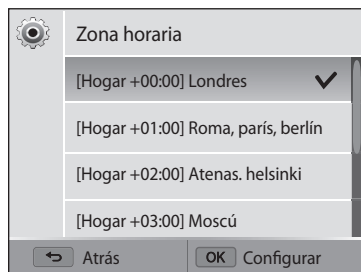 Zona horaria
[Hogar +00:00] Londres
[Hogar +01:00] Roma, parís, berlín
[Hogar +02:00] Atenas. helsinki
[Hogar +03:00] Moscú
Atrás
OK Configurar